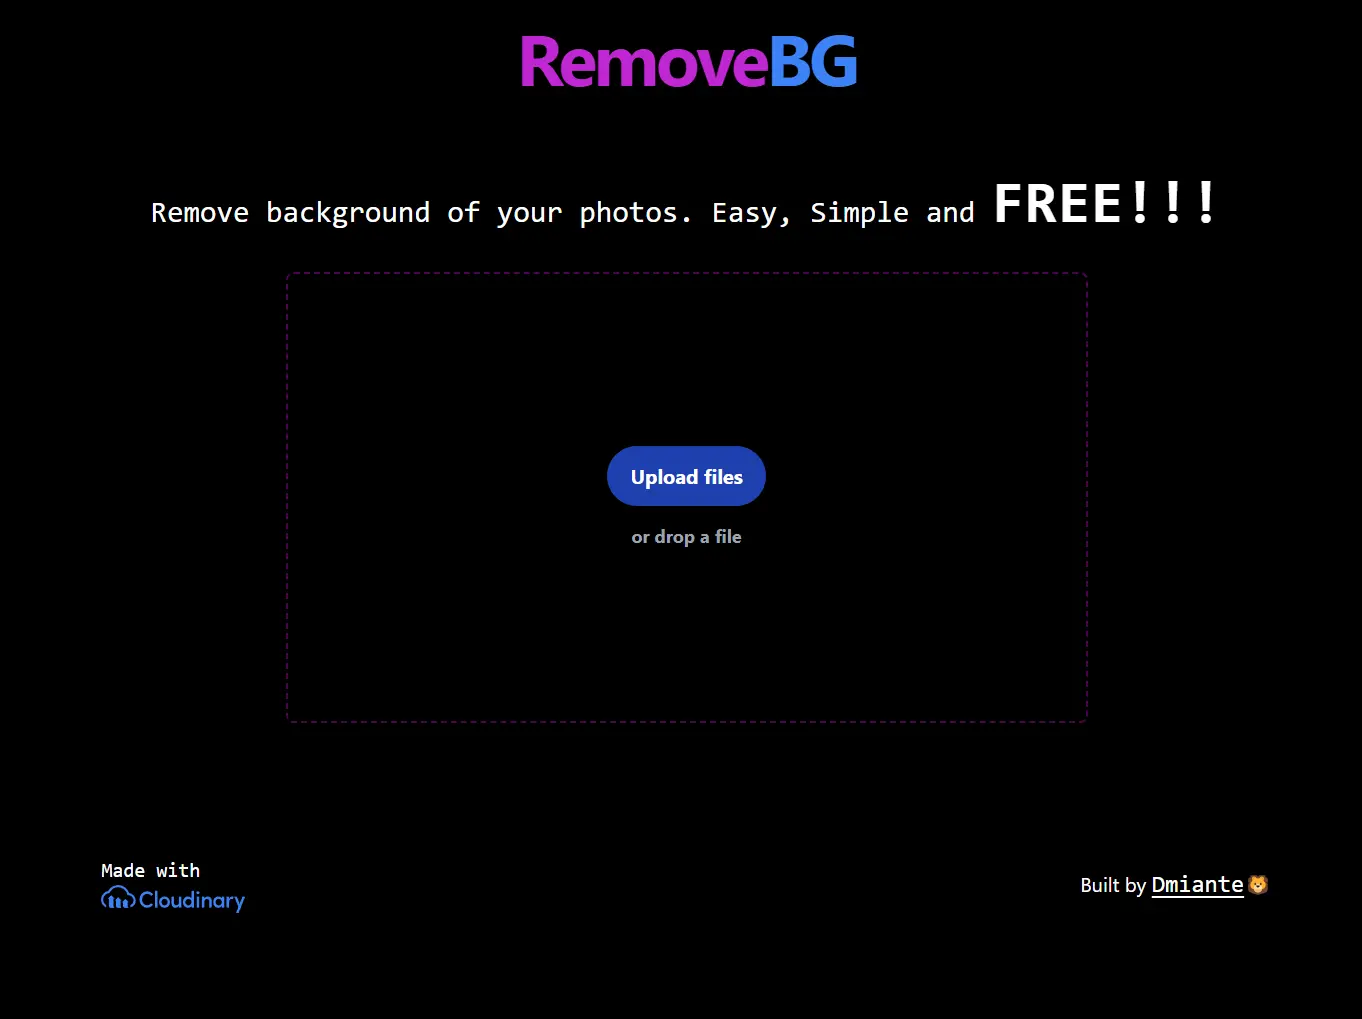 RemoveBG
Remove background of your photos. Easy, Simple and FREE!!!
Upload files
or drop a file
Made with
Cloudinary
Built by Dmiante🦁